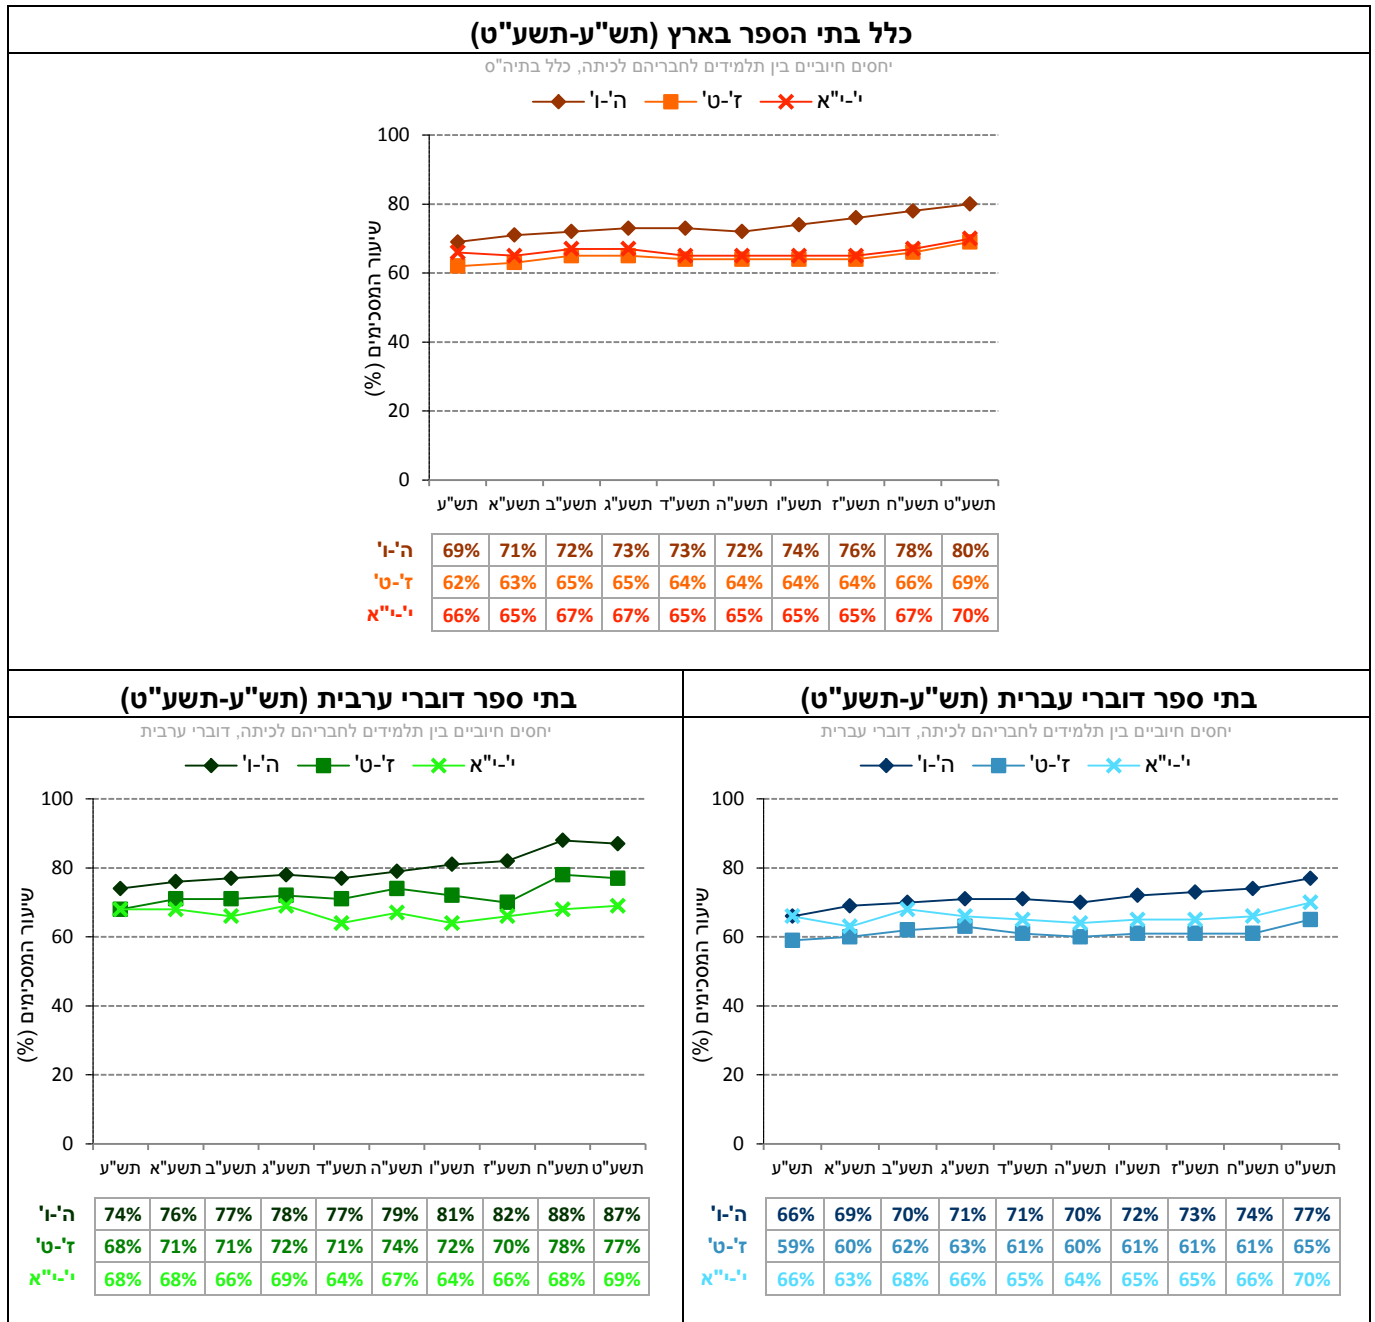 כלל בתי הספר בארץ (תש"ע-תשע"ט)
יחסים חיוביים בין תלמידים לחבריהם לכיתה, כלל בתיה"ס
ה'-ו' ז'-ט' י'-י"א
שיעור המסכימים (%)
100
80
60
40
20
0
תש"ע תשע"א תשע"ב תשע"ג תשע"ד תשע"ה תשע"ו תשע"ז תשע"ח תשע"ט
ה'-ו' 69% 71% 72% 73% 73% 72% 74% 76% 78% 80%
ז'-ט' 62% 63% 65% 65% 64% 64% 64% 64% 66% 69%
י'-י"א 66% 65% 67% 67% 65% 65% 65% 65% 67% 70%
בתי ספר דוברי עברית (תש"ע-תשע"ט)
יחסים חיוביים בין תלמידים לחבריהם לכיתה, דוברי עברית
ה'-ו' ז'-ט' י'-י"א
שיעור המסכימים (%)
100
80
60
40
20
0
תש"ע תשע"א תשע"ב תשע"ג תשע"ד תשע"ה תשע"ו תשע"ז תשע"ח תשע"ט
ה'-ו' 66% 69% 70% 71% 71% 70% 72% 73% 74% 77%
ז'-ט' 59% 60% 62% 63% 61% 60% 61% 61% 61% 65%
י'-י"א 66% 63% 68% 66% 65% 64% 65% 65% 66% 70%
בתי ספר דוברי ערבית (תש"ע-תשע"ט)
יחסים חיוביים בין תלמידים לחבריהם לכיתה, דוברי ערבית
ה'-ו' ז'-ט' י'-י"א
שיעור המסכימים (%)
100
80
60
40
20
0
תש"ע תשע"א תשע"ב תשע"ג תשע"ד תשע"ה תשע"ו תשע"ז תשע"ח תשע"ט
ה'-ו' 74% 76% 77% 78% 77% 79% 81% 82% 88% 87%
ז'-ט' 68% 71% 71% 72% 71% 74% 72% 70% 78% 77%
י'-י"א 68% 68% 66% 69% 64% 67% 64% 66% 68% 69%